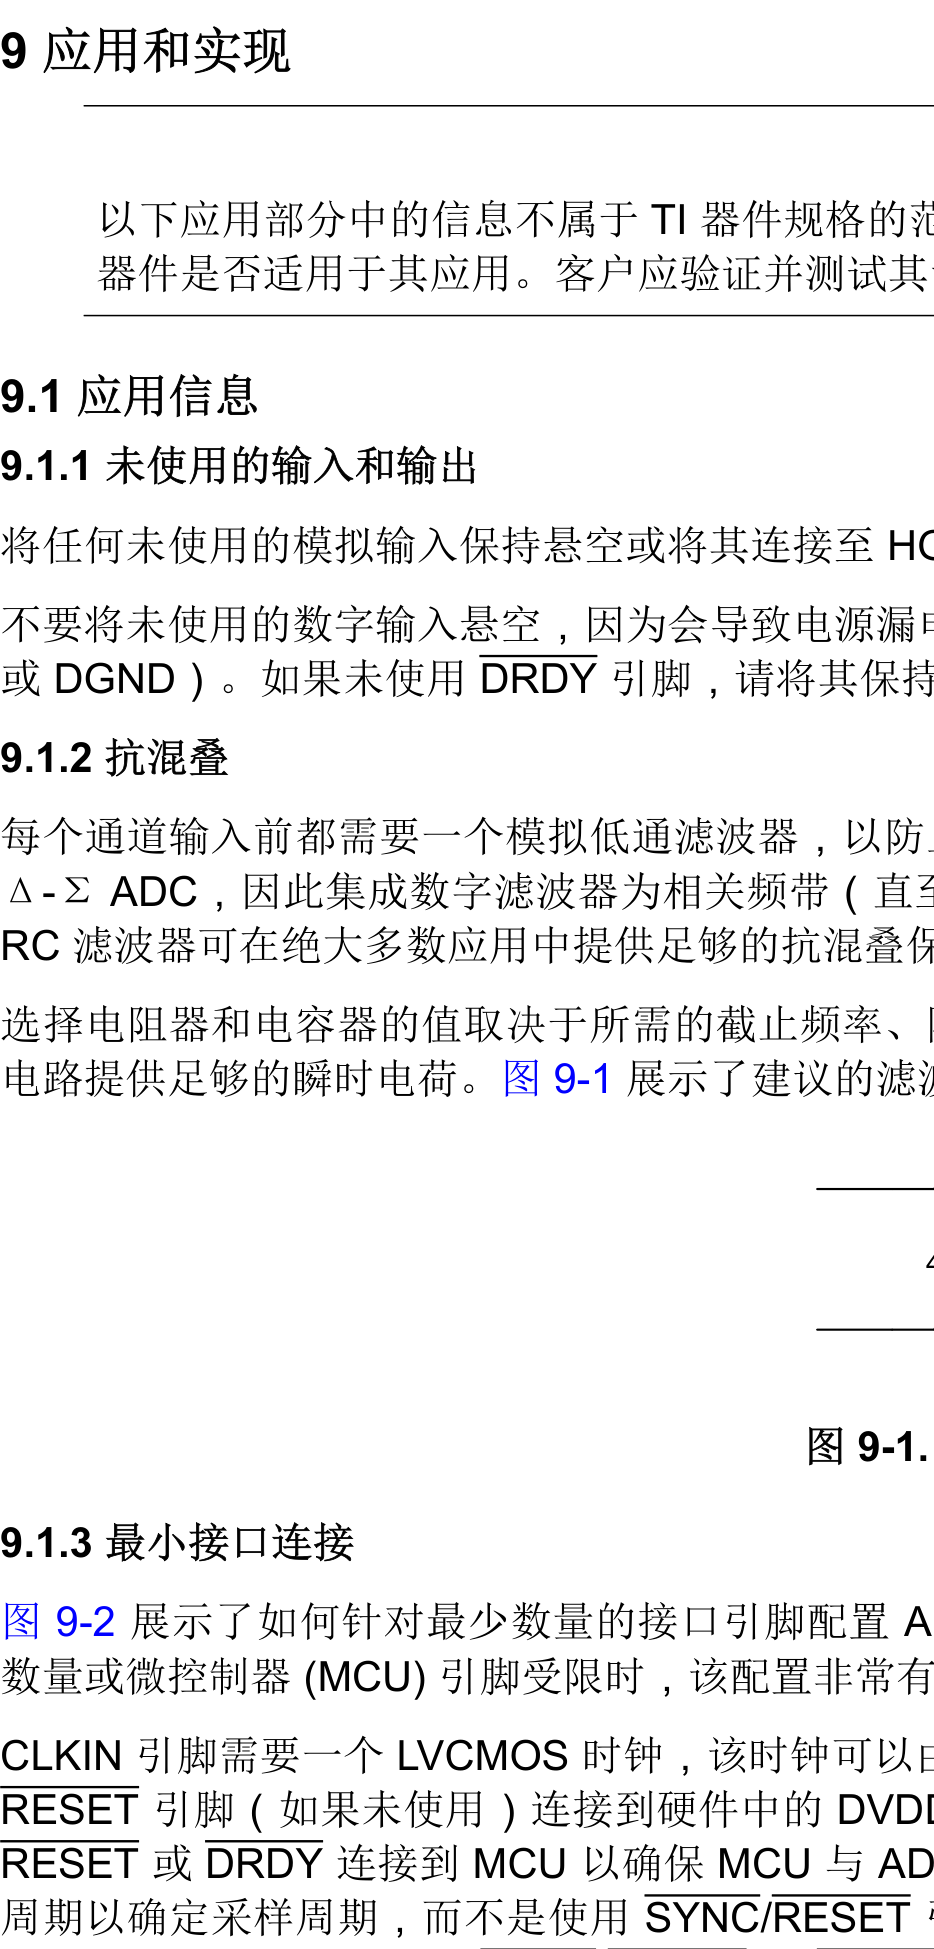 9 应用和实现
以下应用部分中的信息不属于 TI 器件规格的范
器件是否适用于其应用。客户应验证并测试其
9.1 应用信息
9.1.1 未使用的输入和输出
将任何未使用的模拟输入保持悬空或将其连接至
不要将未使用的数字输入悬空，因为会导致电源漏电
或 DGND）。如果未使用 DRDY 引脚，请将其保持
9.1.2 抗混叠
每个通道输入前都需要一个模拟低通滤波器，以防止
Δ-Σ ADC，因此集成数字滤波器为相关频带（直至
RC 滤波器可在绝大多数应用中提供足够的抗混叠保
选择电阻器和电容器的值取决于所需的截止频率、
电路提供足够的瞬时电荷。图 9-1 展示了建议的滤波
图 9-1.
9.1.3 最小接口连接
图 9-2 展示了如何针对最少数量的接口引脚配置 A
数量或微控制器 (MCU) 引脚受限时，该配置非常有
CLKIN 引脚需要一个 LVCMOS 时钟，该时钟可以由
RESET 引脚（如果未使用）连接到硬件中的 DVDD
RESET 或 DRDY 连接到 MCU 以确保 MCU 与 AD
周期以确定采样周期，而不是使用 SYNC/RESET